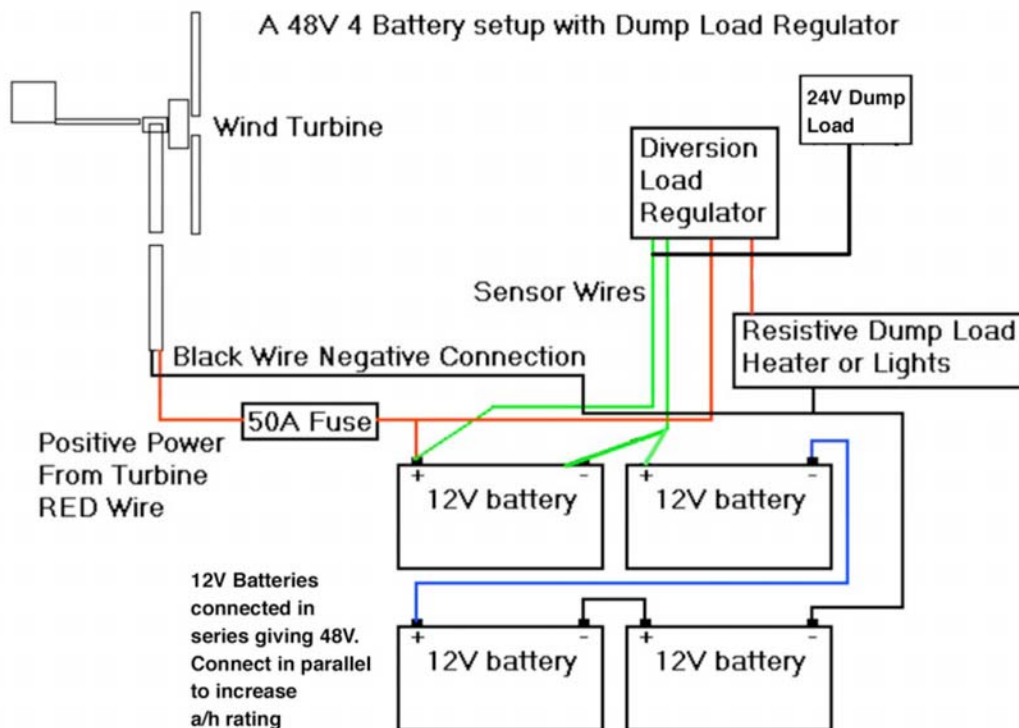 A 48V 4 Battery setup with Dump Load Regulator
24V Dump
Load
Wind Turbine
Diversion
Load
Regulator
Sensor Wires
Resistive Dump Load
Heater or Lights
Black Wire Negative Connection
50A Fuse
Positive Power
From Turbine
RED Wire
+ -
12V battery
+ -
12V battery
12V Batteries
connected in
series giving 48V.
Connect in parallel
to increase
a/h rating
+ -
12V battery
+ -
12V battery